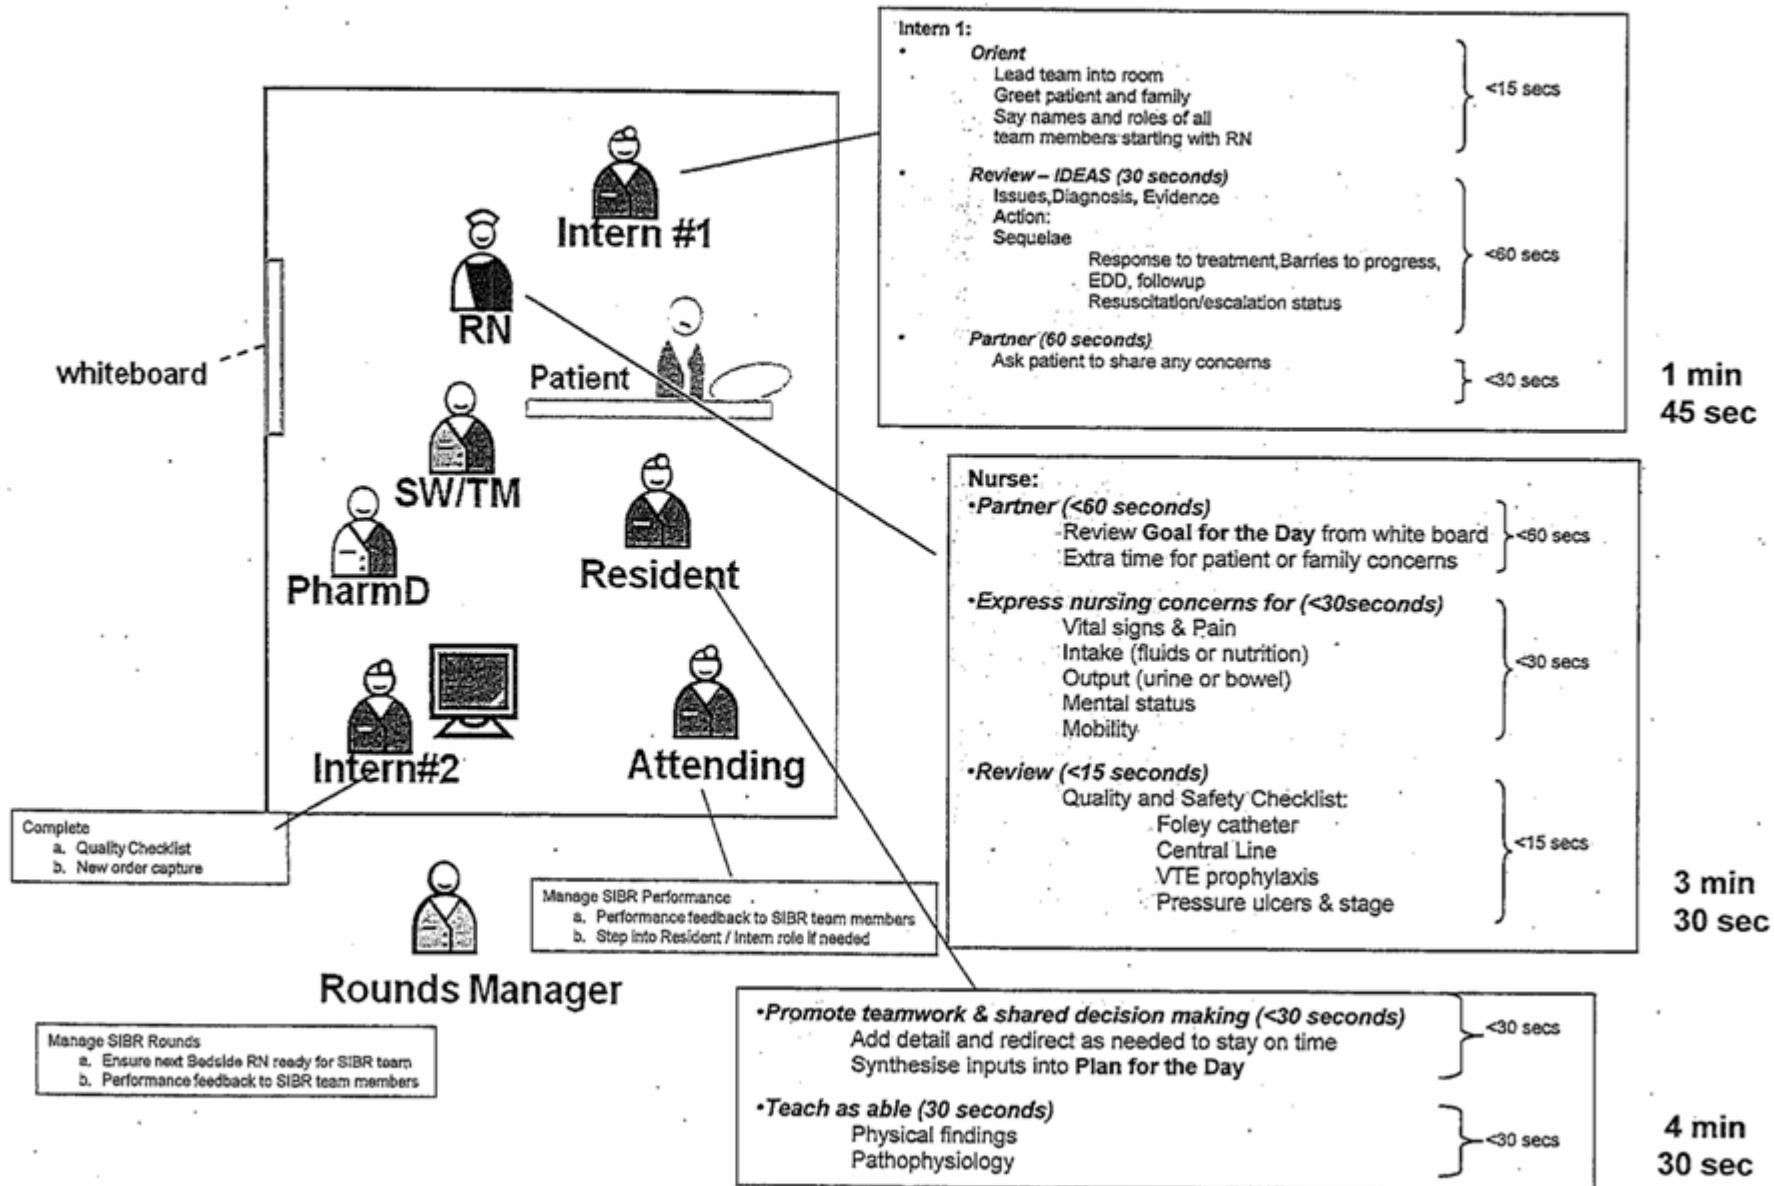 Intern 1:
• Orient
Lead team into room
Greet patient and family
Say names and roles of all
team members starting with RN
<15 secs
• Review – IDEAS (30 seconds)
Issues,Diagnosis, Evidence
Action:
Sequelae
Response to treatment,Barries to progress,
EDD, followup
Resuscitation/escalation status
<60 secs
• Partner (60 seconds)
Ask patient to share any concerns
<30 secs
1 min
45 sec
Intern #1
RN
whiteboard
Patient
SW/TM
PharmD
Resident
Intern#2
Attending
Nurse:
•Partner (<60 seconds)
Review Goal for the Day from white board
Extra time for patient or family concerns
<60 secs
•Express nursing concerns for (<30seconds)
Vital signs & Pain
Intake (fluids or nutrition)
Output (urine or bowel)
Mental status
Mobility
<30 secs
•Review (<15 seconds)
Quality and Safety Checklist:
Foley catheter
Central Line
VTE prophylaxis
Pressure ulcers & stage
<15 secs
3 min
30 sec
Complete
a. Quality Checklist
b. New order capture
Manage SIBR Performance
a. Performance feedback to SIBR team members
b. Step into Resident / Intern role if needed
Rounds Manager
Manage SIBR Rounds
a. Ensure next Bedside RN ready for SIBR team
b. Performance feedback to SIBR team members
•Promote teamwork & shared decision making (<30 seconds)
Add detail and redirect as needed to stay on time
Synthesise inputs into Plan for the Day
<30 secs
•Teach as able (30 seconds)
Physical findings
Pathophysiology
<30 secs
4 min
30 sec